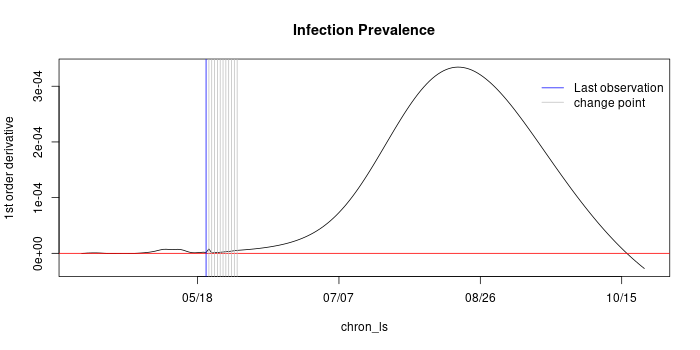 Infection Prevalence
1st order derivative
3e-04
2e-04
1e-04
0e+00
Last observation
change point
05/18 07/07 08/26 10/15
chron_ls